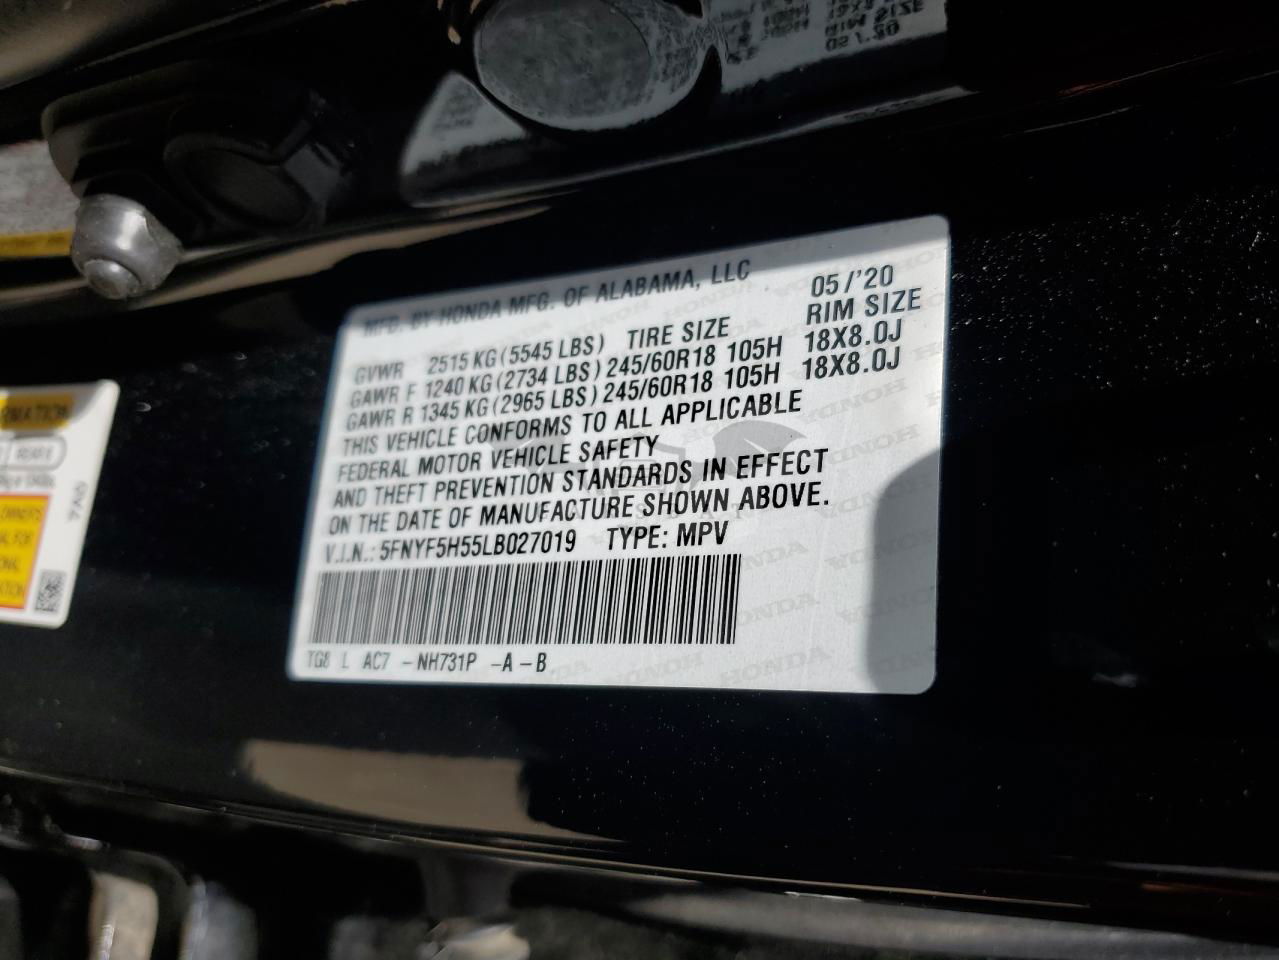 MFD. BY HONDA MFG. OF ALABAMA, LLC 05/'20
GVWR 2515 KG (5545 LBS) TIRE SIZE RIM SIZE
GAWR F 1240 KG (2734 LBS) 245/60R18 105H 18X8.0J
GAWR R 1345 KG (2965 LBS) 245/60R18 105H 18X8.0J
THIS VEHICLE CONFORMS TO ALL APPLICABLE
FEDERAL MOTOR VEHICLE SAFETY
AND THEFT PREVENTION STANDARDS IN EFFECT
ON THE DATE OF MANUFACTURE SHOWN ABOVE.
V.I.N.: 5FNYF5H55LB027019 TYPE: MPV
TG8 L AC7 - NH731P - A - B